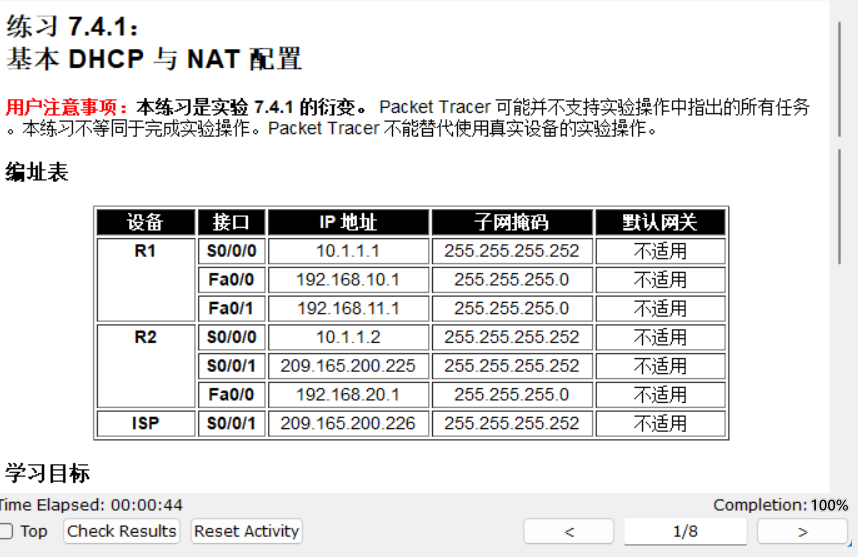 练习 7.4.1：
基本 DHCP 与 NAT 配置
用户注意事项：本练习是实验 7.4.1 的衍变。 Packet Tracer 可能并不支持实验操作中指出的所有任务
。本练习不等同于完成实验操作。Packet Tracer 不能替代使用真实设备的实验操作。
编址表
设备 接口 IP 地址 子网掩码 默认网关
R1 S0/0/0 10.1.1.1 255.255.255.252 不适用
Fa0/0 192.168.10.1 255.255.255.0 不适用
Fa0/1 192.168.11.1 255.255.255.0 不适用
R2 S0/0/0 10.1.1.2 255.255.255.252 不适用
S0/0/1 209.165.200.225 255.255.255.252 不适用
Fa0/0 192.168.20.1 255.255.255.0 不适用
ISP S0/0/1 209.165.200.226 255.255.255.252 不适用
学习目标
Time Elapsed: 00:00:44 Completion: 100%
Top Check Results Reset Activity < 1/8 >